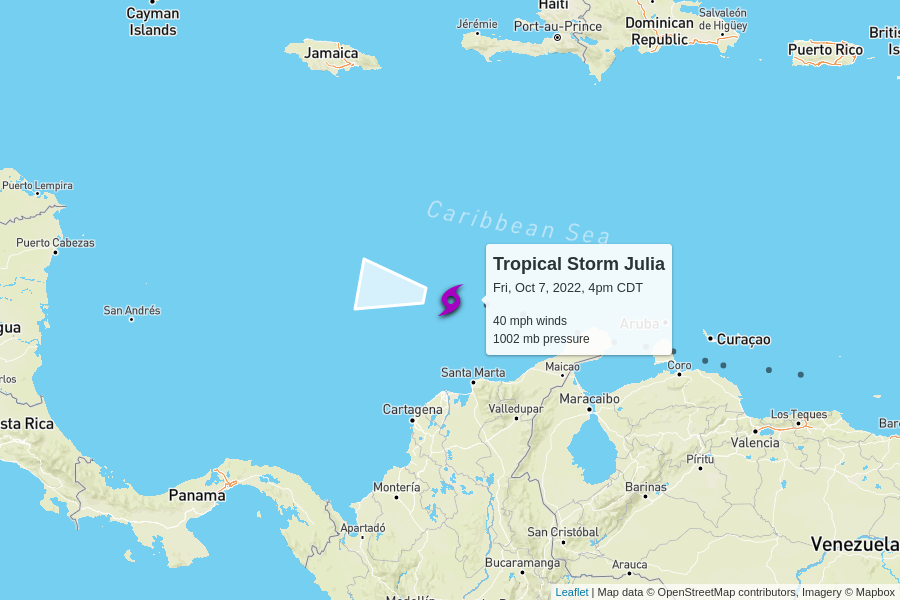 Cayman
Islands
Haiti
Jérémie
Port-au-Prince
Dominican
Republic
Salvaleón
de Higüey
Jamaica
Puerto Rico
Britis
Is
Puerto Lempira
Caribbean Sea
Puerto Cabezas
Tropical Storm Julia
Fri, Oct 7, 2022, 4pm CDT
40 mph winds
1002 mb pressure
San Andrés
gua
Aruba
Curaçao
Santa Marta
Maicao
Coro
rlos
Cartagena
Valledupar
Maracaibo
Los Teques
Barc
sta Rica
Valencia
Píritu
Panama
Montería
Barinas
Apartadó
San Cristóbal
Venezuela
Bucaramanga
Arauca
Medellín
Leaflet | Map data © OpenStreetMap contributors, Imagery © Mapbox